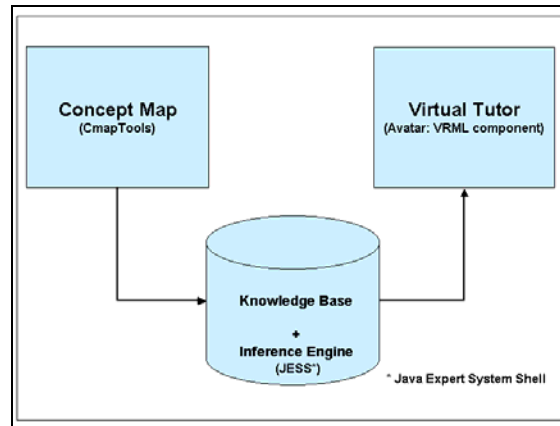 Concept Map
(CmapTools)
Virtual Tutor
(Avatar: VRML component)
Knowledge Base
+
Inference Engine
(JESS*)
* Java Expert System Shell